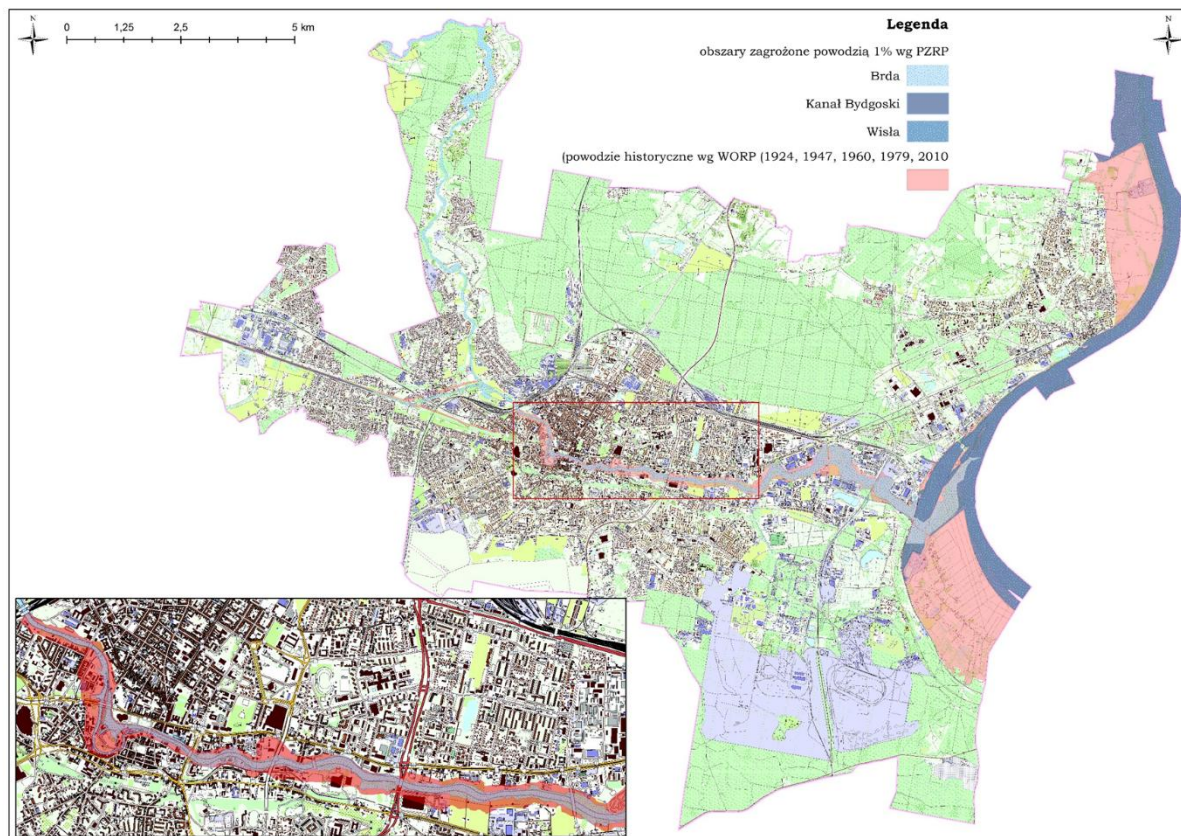 N
0 1,25 2,5 5 km
N
Legenda
obszary zagrożone powodzią 1% wg PZRP
Brda
Kanał Bydgoski
Wisła
(powodzie historyczne wg WORP (1924, 1947, 1960, 1979, 2010